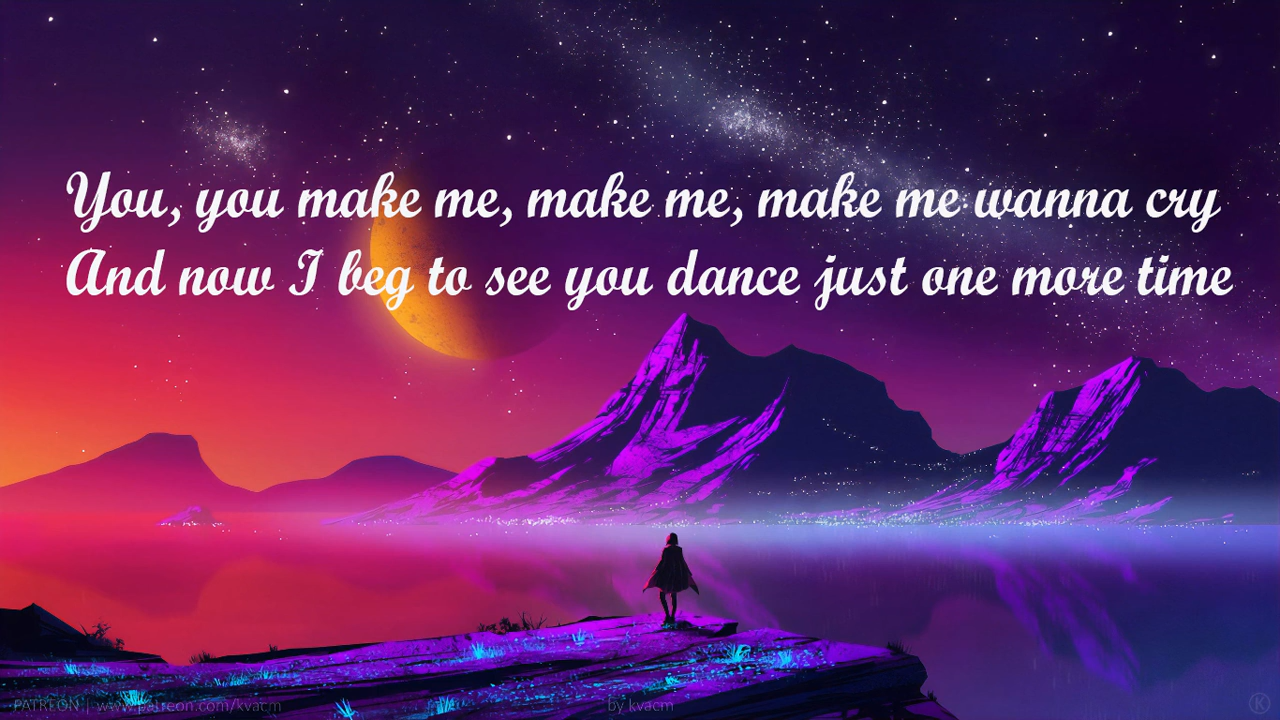 You, you make me, make me, make me wanna cry
And now I beg to see you dance just one more time
PATREON | www.patreon.com/kvacm
by kvacm
K